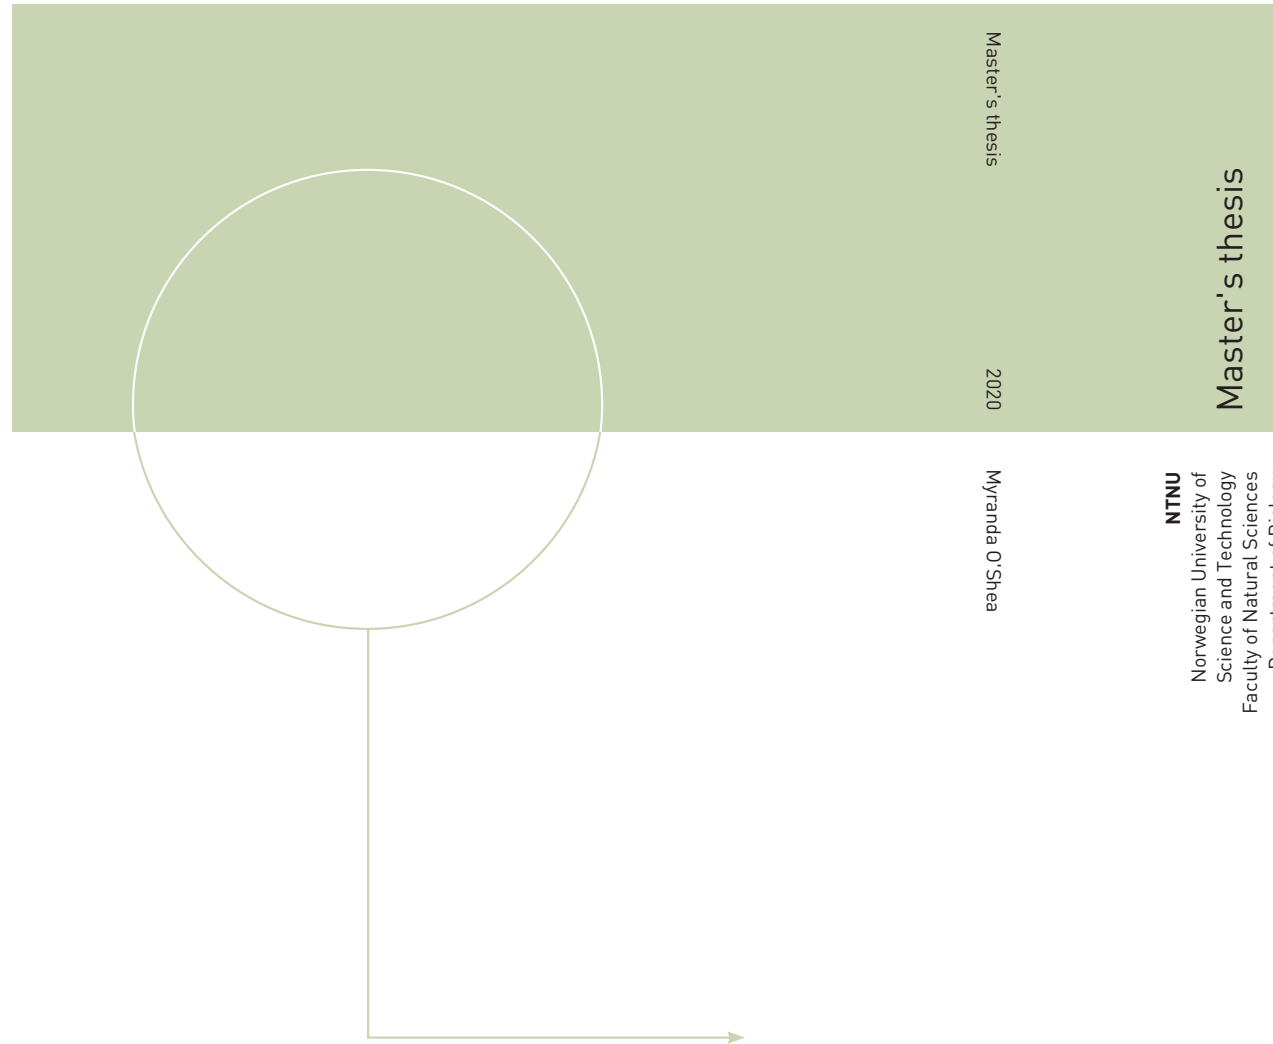 Master's thesis
2020
Myranda O'Shea
Master's thesis
NTNU
Norwegian University of
Science and Technology
Faculty of Natural Sciences